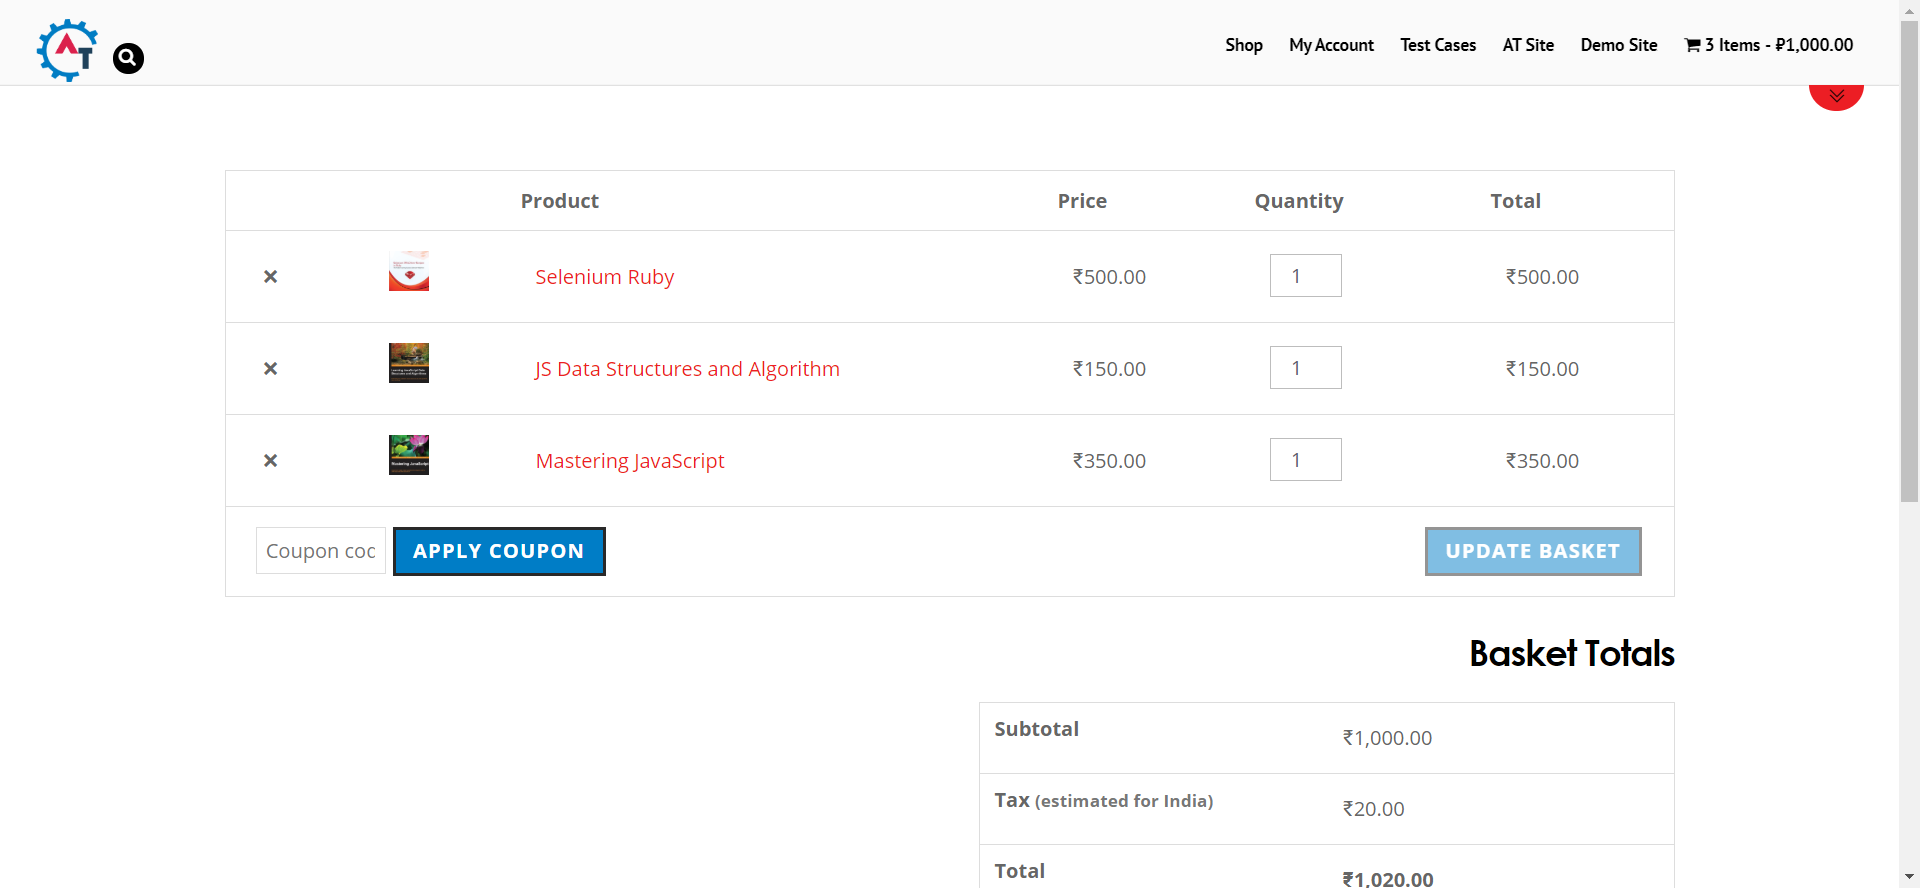 AT
Shop My Account Test Cases AT Site Demo Site 3 Items - ₽1,000.00
Product Price Quantity Total
× Selenium Ruby ₹500.00 1 ₹500.00
× JS Data Structures and Algorithm ₹150.00 1 ₹150.00
× Mastering JavaScript ₹350.00 1 ₹350.00
Coupon coc APPLY COUPON UPDATE BASKET
Basket Totals
Subtotal ₹1,000.00
Tax (estimated for India) ₹20.00
Total ₹1,020.00